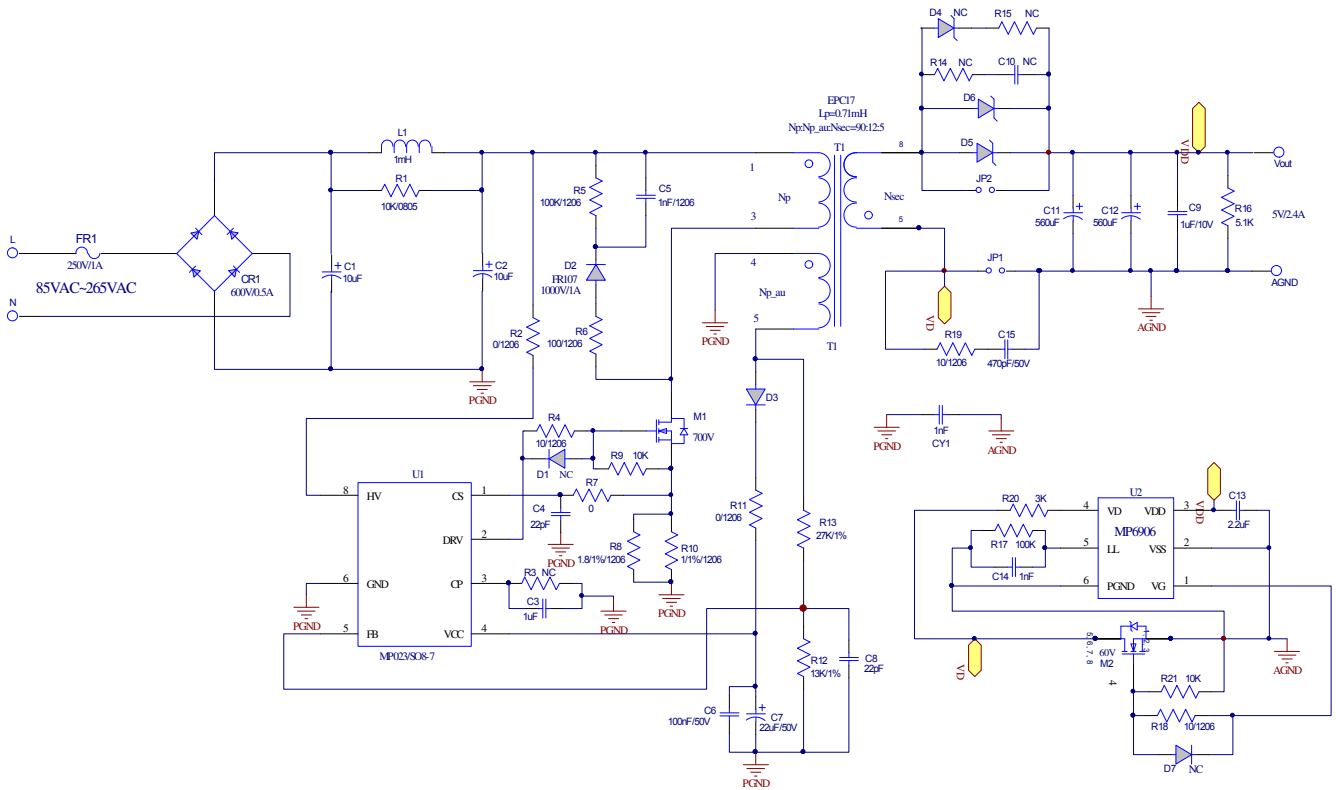 D4 NC
R15 NC
R14 NC
C10 NC
EPC17
Lp=0.71mH
Np:Np_au:Nsec=90:12:5
D6
D5
JP2
T1
8
5
1
3
Np
Nsec
4
Np_au
5
T1
PGND
VDD
Vout
5V/2.4A
AGND
C11
560uF
C12
560uF
C9
1uF/10V
R16
5.1K
JP1
AGND
VD
R19
10/1206
C15
470pF/50V
L1
1mH
R1
10K/0805
L
FR1
250V/1A
85VAC~265VAC
N
CR1
600V/0.5A
C1
10uF
C2
10uF
PGND
R2
0/1206
R5
100K/1206
C5
1nF/1206
D2
FR107
1000V/1A
R6
100/1206
M1
700V
R4
10/1206
D1 NC
R9 10K
R7
0
C4
22pF
PGND
R8
1.8/1%/1206
R10
1/1%/1206
PGND
R3 NC
C3
1uF
PGND
U1
8 HV CS 1
DRV 2
6 GND CP 3
5 FB VCC 4
MP023/SO8-7
PGND
D3
R11
0/1206
R13
27K/1%
R12
13K/1%
C8
22pF
C6
100nF/50V
C7
22uF/50V
PGND
PGND
1nF
CY1
AGND
U2
MP6906
4 VD VDD 3
5 LL VSS 2
6 PGND VG 1
R20 3K
R17 100K
C14 1nF
VDD
C13
2.2uF
VD
5,6,7,8
1,2,3
60V
M2
4
AGND
R21 10K
R18 10/1206
D7 NC